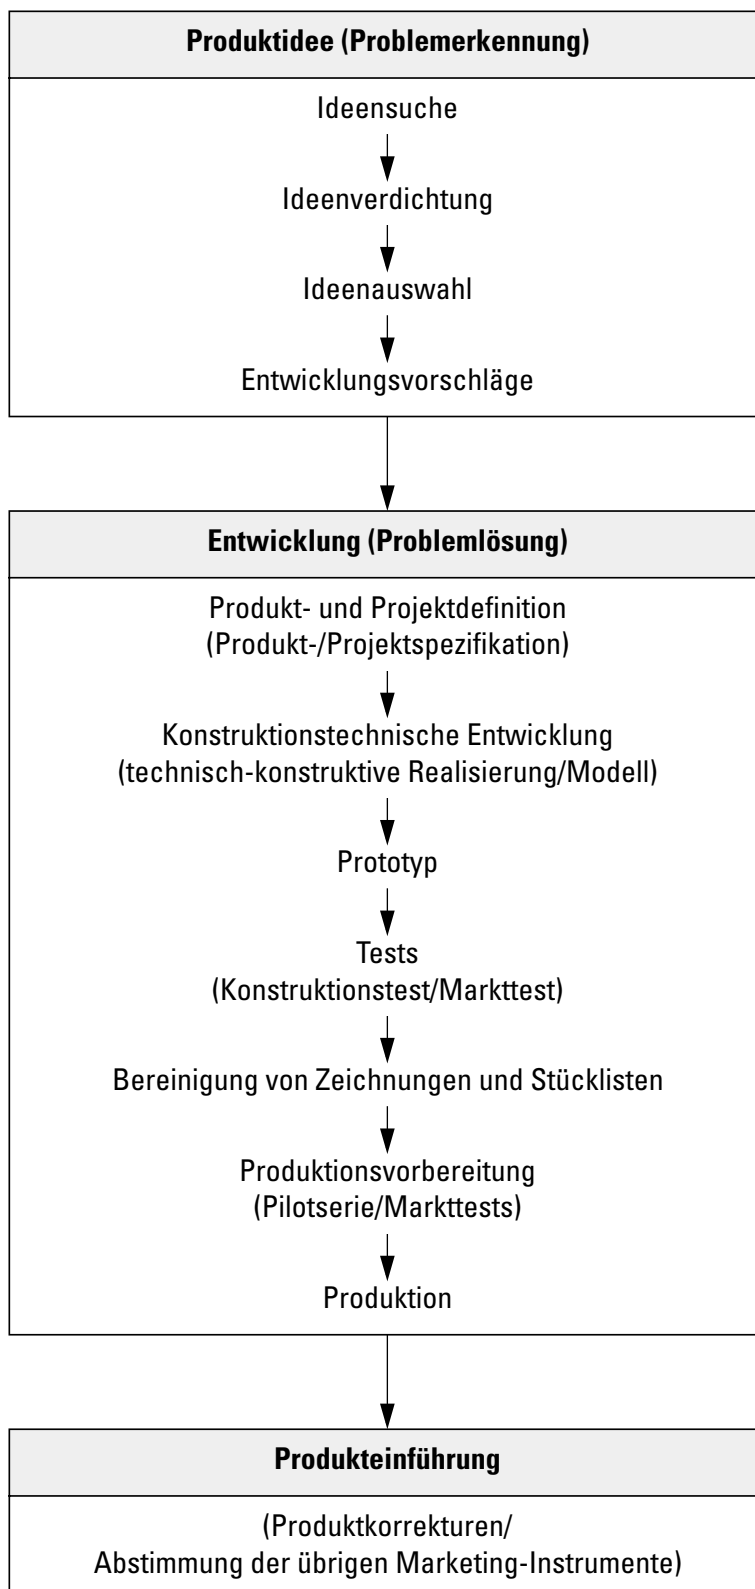 Produktidee (Problemerkennung)
Ideensuche
Ideenverdichtung
Ideenauswahl
Entwicklungsvorschläge
Entwicklung (Problemlösung)
Produkt- und Projektdefinition
(Produkt-/Projektspezifikation)
Konstruktionstechnische Entwicklung
(technisch-konstruktive Realisierung/Modell)
Prototyp
Tests
(Konstruktionstest/Markttest)
Bereinigung von Zeichnungen und Stücklisten
Produktionsvorbereitung
(Pilotserie/Markttests)
Produktion
Produkteinführung
(Produktkorrekturen/
Abstimmung der übrigen Marketing-Instrumente)